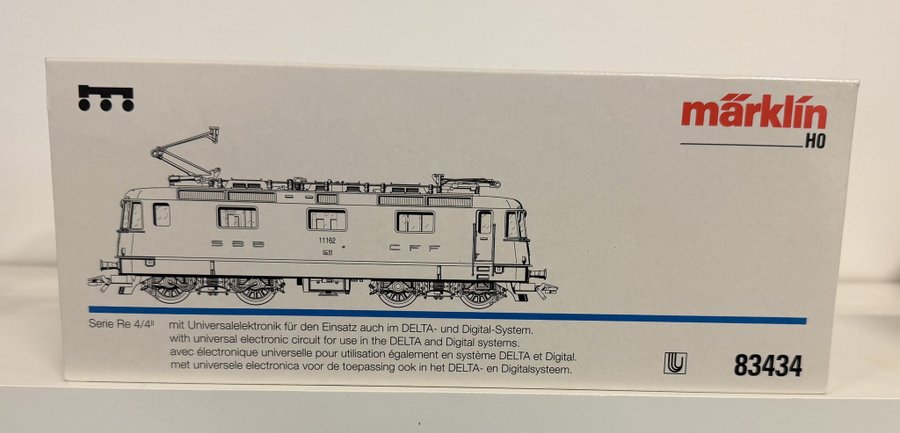 märklin
H0
SBB
11162
CFF
Serie Re 4/4ᴵᴵ
mit Universalelektronik für den Einsatz auch im DELTA- und Digital-System.
with universal electronic circuit for use in the DELTA and Digital systems.
avec électronique universelle pour utilisation également en système DELTA et Digital.
met universele electronica voor de toepassing ook in het DELTA- en Digitalsysteem.
83434